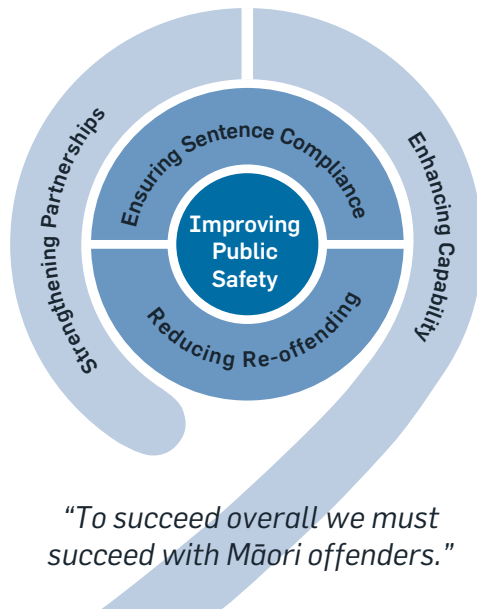 Strengthening Partnerships
Enhancing Capability
Ensuring Sentence Compliance
Improving
Public
Safety
Reducing Re-offending
“To succeed overall we must
succeed with Māori offenders.”